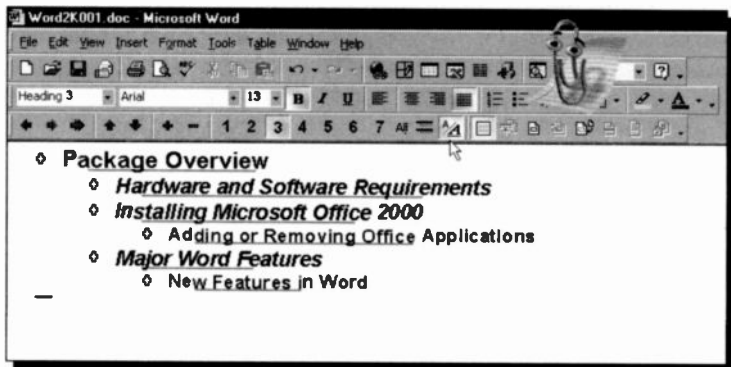 Word2K001.doc - Microsoft Word
File Edit View Insert Format Tools Table Window Help
Heading 3 Arial 13 B I U A
1 2 3 4 5 6 7 All
Package Overview
Hardware and Software Requirements
Installing Microsoft Office 2000
Adding or Removing Office Applications
Major Word Features
New Features in Word